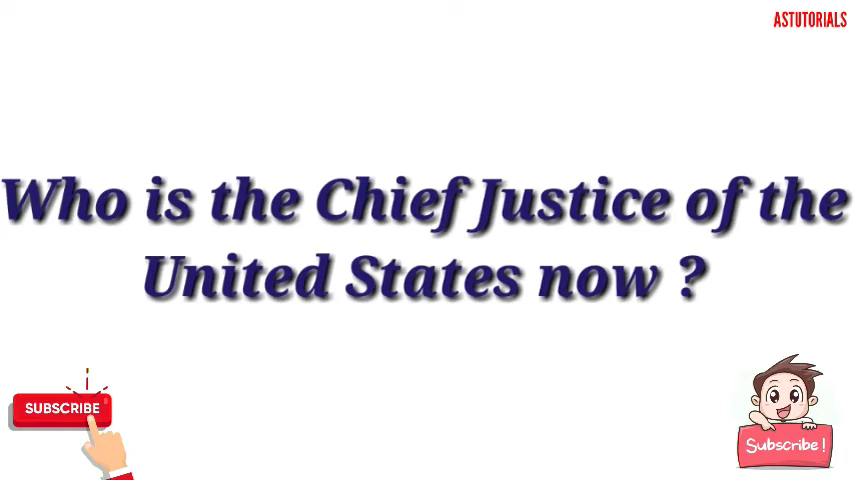 ASTUTORIALS
Who is the Chief Justice of the
United States now ?
SUBSCRIBE
Subscribe!